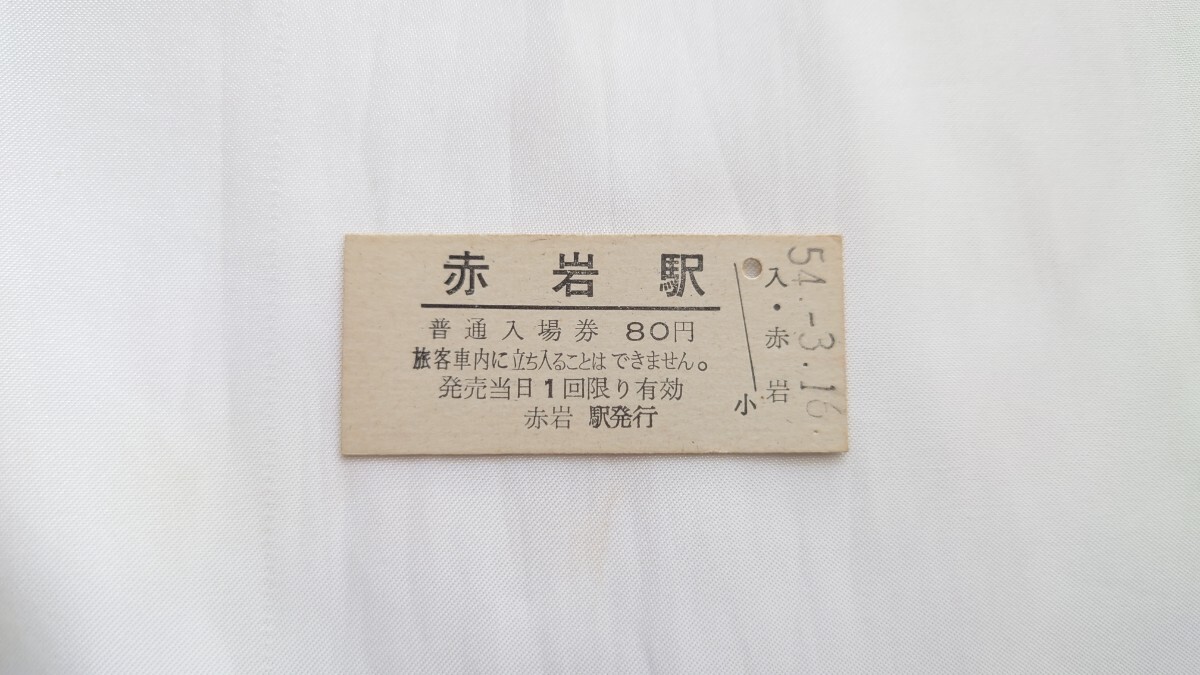 赤岩駅
普通入場券 80円
旅客車内に立ち入ることはできません。
発売当日1回限り有効
赤岩 駅発行
入・赤岩
小
54.-3.16.